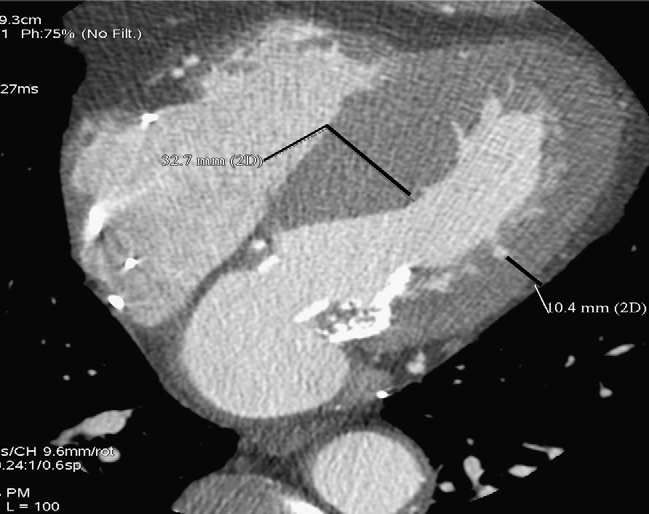 9.3cm
1 Ph:75% (No Filt.)
27ms
32.7 mm (2D)
10.4 mm (2D)
s/CH 9.6mm/rot
.24:1/0.6sp
PM
L = 100